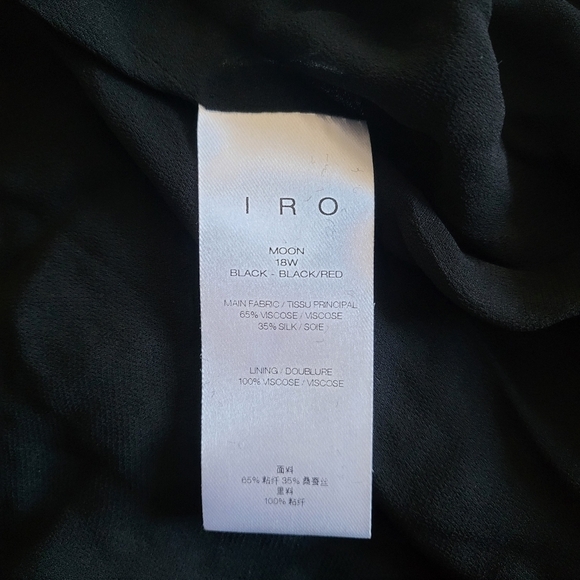 IRO
MOON
18W
BLACK - BLACK/RED
MAIN FABRIC / TISSU PRINCIPAL
65% VISCOSE / VISCOSE
35% SILK / SOIE
LINING / DOUBLURE
100% VISCOSE / VISCOSE
面料
65% 粘纤 35% 桑蚕丝
里料
100% 粘纤